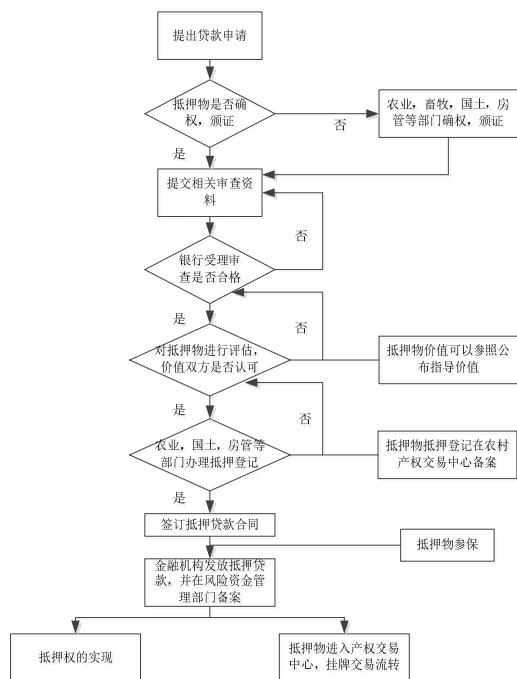 提出贷款申请
抵押物是否确
权，颁证
否
农业，畜牧，国土，房
管等部门确权，颁证
是
提交相关审查资
料
否
银行受理审
查是否合格
是
否
对抵押物进行评估，
价值双方是否认可
抵押物价值可以参照公
布指导价值
是
否
农业，国土，房管等
部门办理抵押登记
抵押物抵押登记在农村
产权交易中心备案
是
签订抵押贷款合同
抵押物参保
金融机构发放抵押贷
款，并在风险资金管
理部门备案
抵押权的实现
抵押物进入产权交易
中心，挂牌交易流转